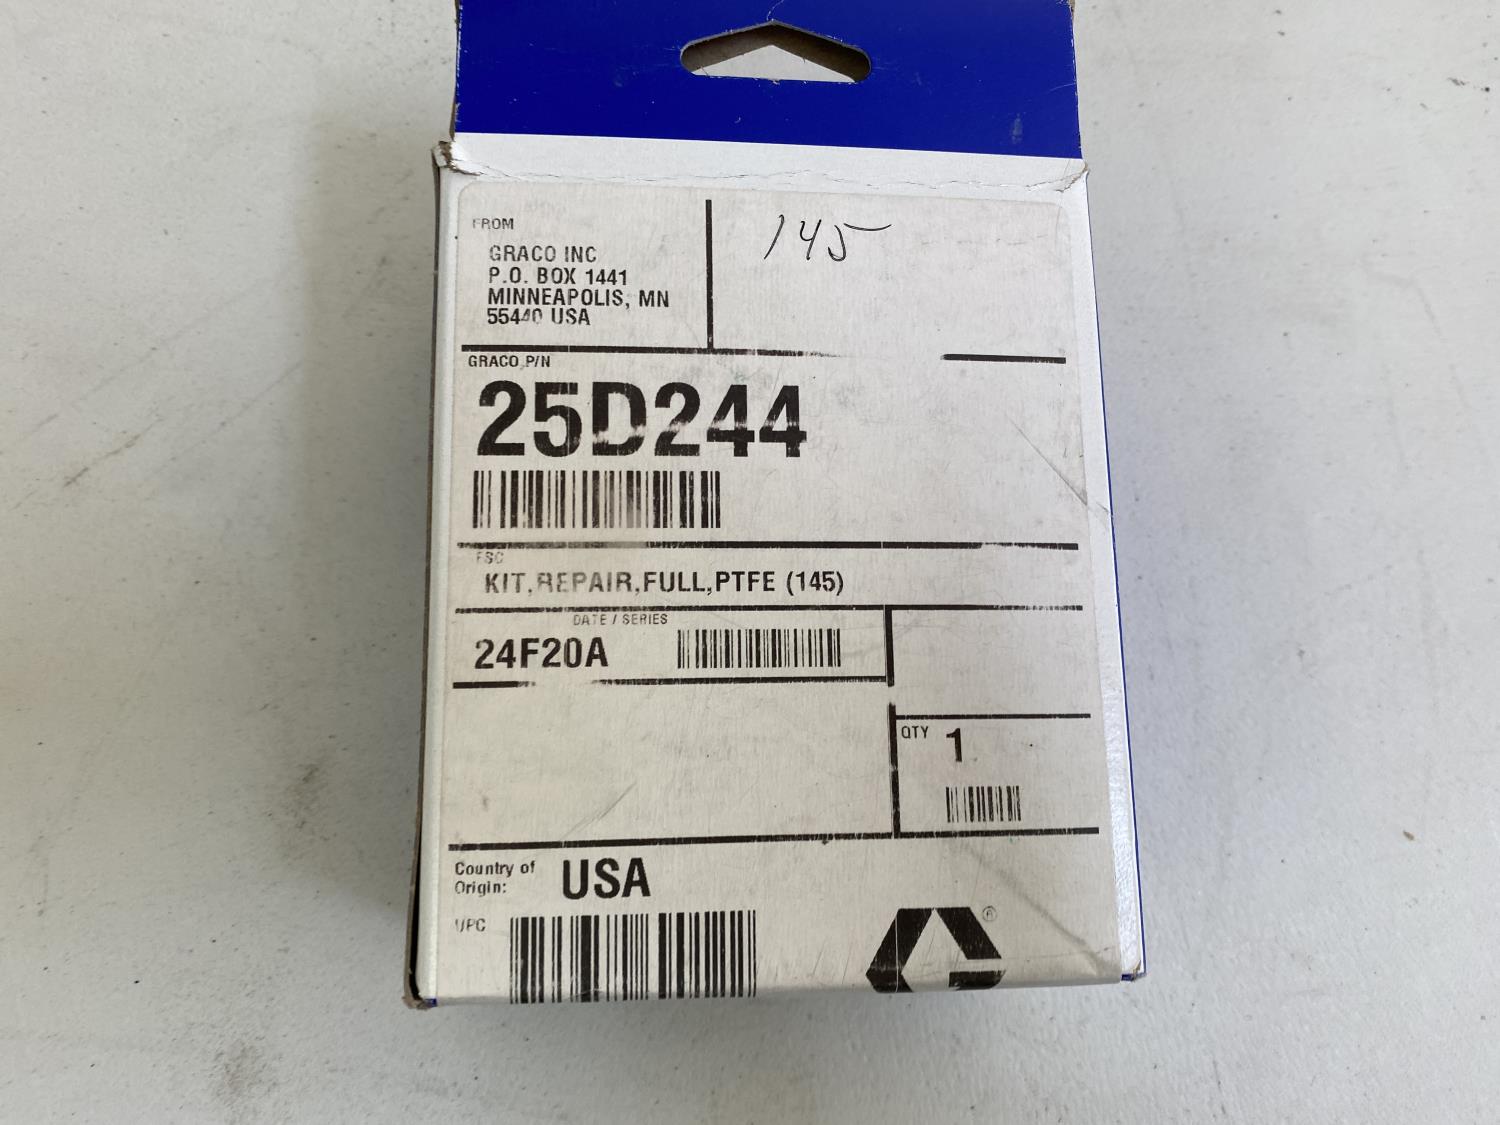 FROM
GRACO INC
P.O. BOX 1441
MINNEAPOLIS, MN
55440 USA
145
GRACO P/N
25D244
FSC
KIT,REPAIR,FULL,PTFE (145)
DATE / SERIES
24F20A
QTY 1
Country of
Origin: USA
UPC
®